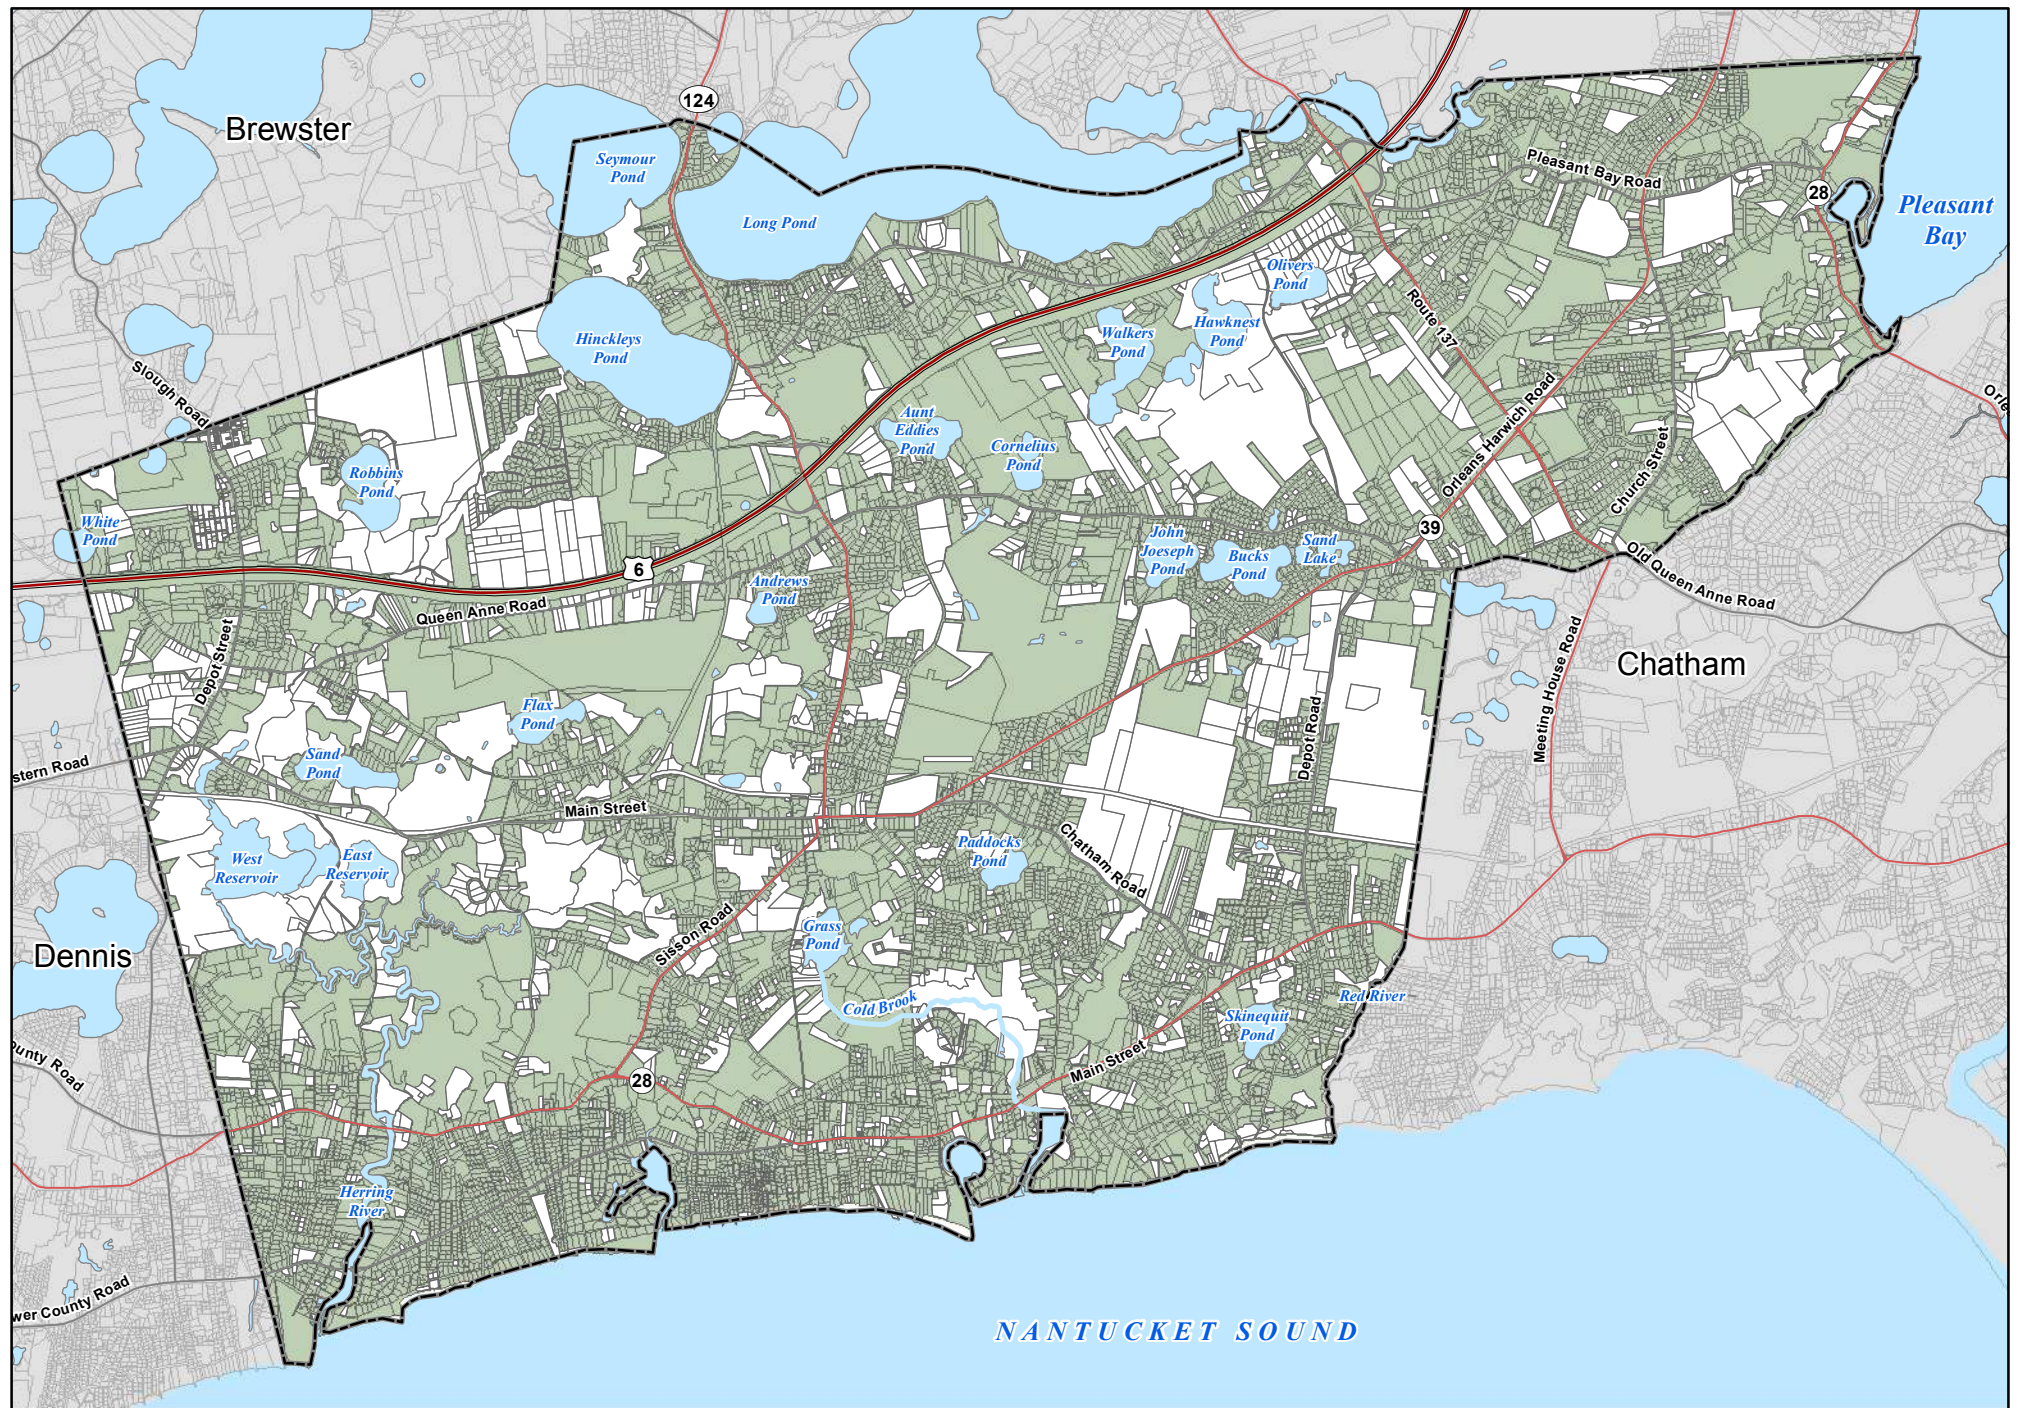 124
Brewster
Seymour
Pond
Pleasant Bay Road
28
Long Pond
Pleasant
Bay
Olivers
Pond
Route 137
Hawknest
Pond
Walkers
Pond
Hinckleys
Pond
Slough Road
Orle
Aunt
Eddies
Pond
Cornelius
Pond
Orleans Harwich Road
Church Street
Robbins
Pond
White
Pond
39
John
Joeseph
Pond
Bucks
Pond
Sand
Lake
6
Andrews
Pond
Old Queen Anne Road
Queen Anne Road
Depot Street
Meeting House Road
Chatham
Flax
Pond
Depot Road
Sand
Pond
stern Road
Main Street
West
Reservoir
East
Reservoir
Paddocks
Pond
Chatham Road
Dennis
Sisson Road
Grass
Pond
Cold Brook
Red River
Skinequit
Pond
ounty Road
28
Main Street
Herring
River
wer County Road
NANTUCKET SOUND